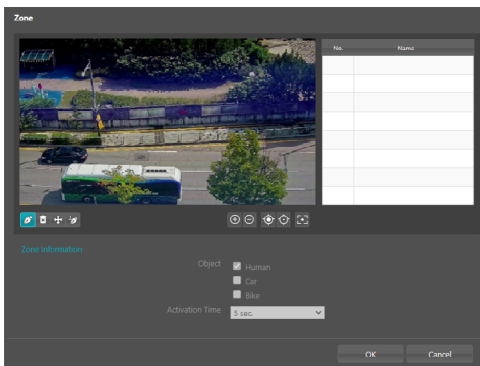 Zone
No. Name
Zone Information
Object
Human
Car
Bike
Activation Time
5 sec.
OK Cancel